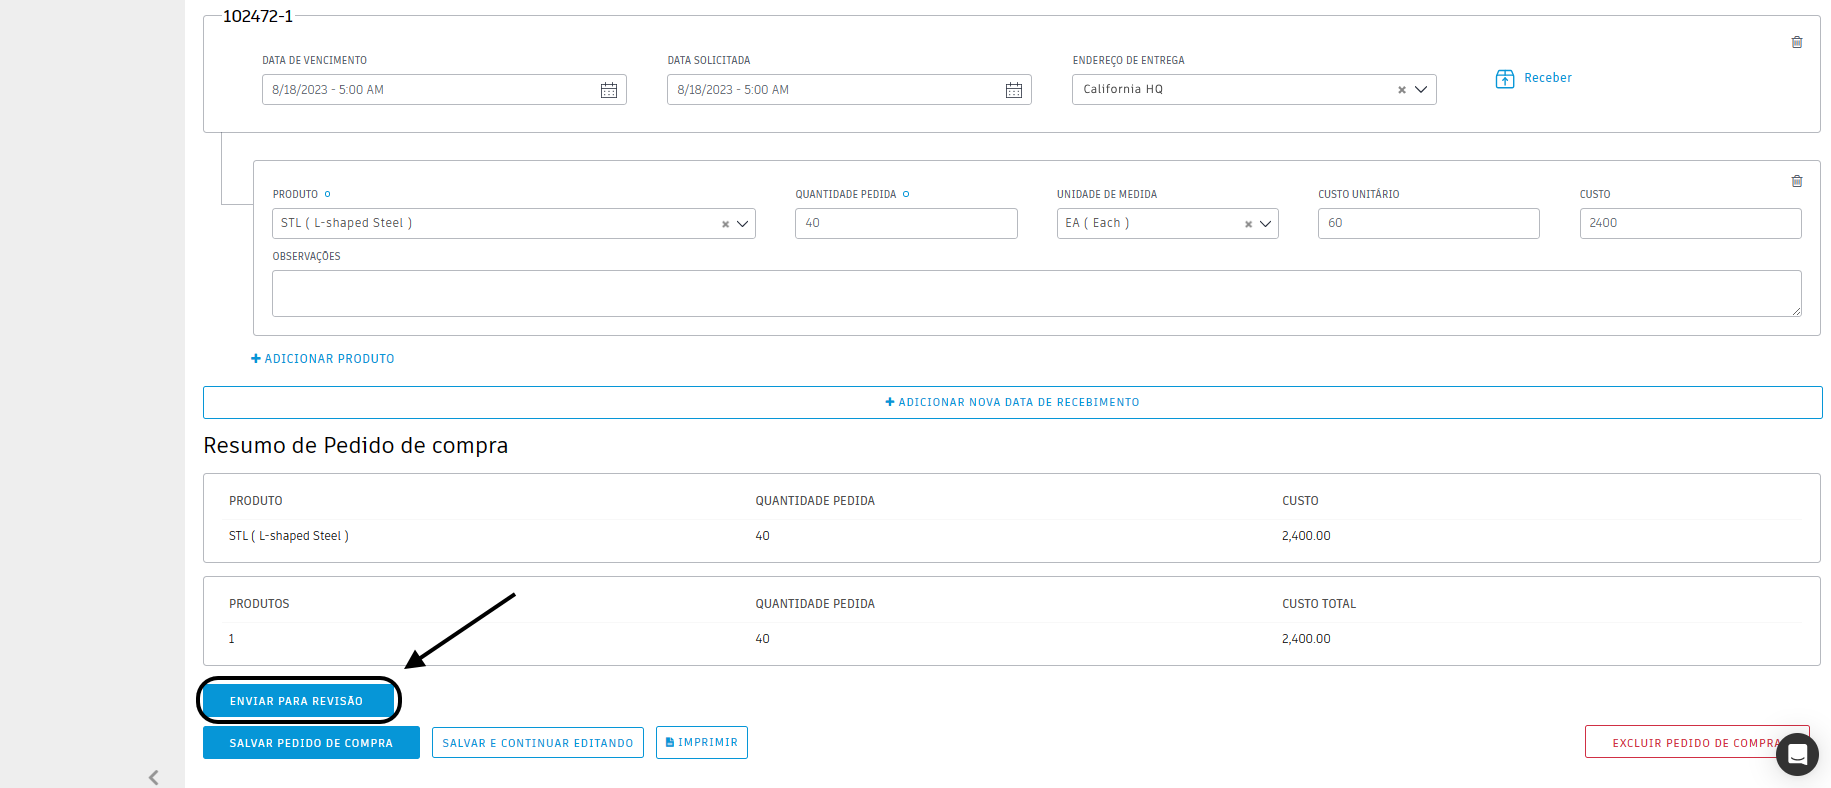 102472-1
DATA DE VENCIMENTO DATA SOLICITADA ENDEREÇO DE ENTREGA
8/18/2023 - 5:00 AM 8/18/2023 - 5:00 AM California HQ Receber
PRODUTO QUANTIDADE PEDIDA UNIDADE DE MEDIDA CUSTO UNITÁRIO CUSTO
STL ( L-shaped Steel ) 40 EA ( Each ) 60 2400
OBSERVAÇÕES
+ ADICIONAR PRODUTO
+ ADICIONAR NOVA DATA DE RECEBIMENTO
Resumo de Pedido de compra
PRODUTO QUANTIDADE PEDIDA CUSTO
STL ( L-shaped Steel ) 40 2,400.00
PRODUTOS QUANTIDADE PEDIDA CUSTO TOTAL
1 40 2,400.00
ENVIAR PARA REVISÃO
SALVAR PEDIDO DE COMPRA SALVAR E CONTINUAR EDITANDO IMPRIMIR EXCLUIR PEDIDO DE COMPRA